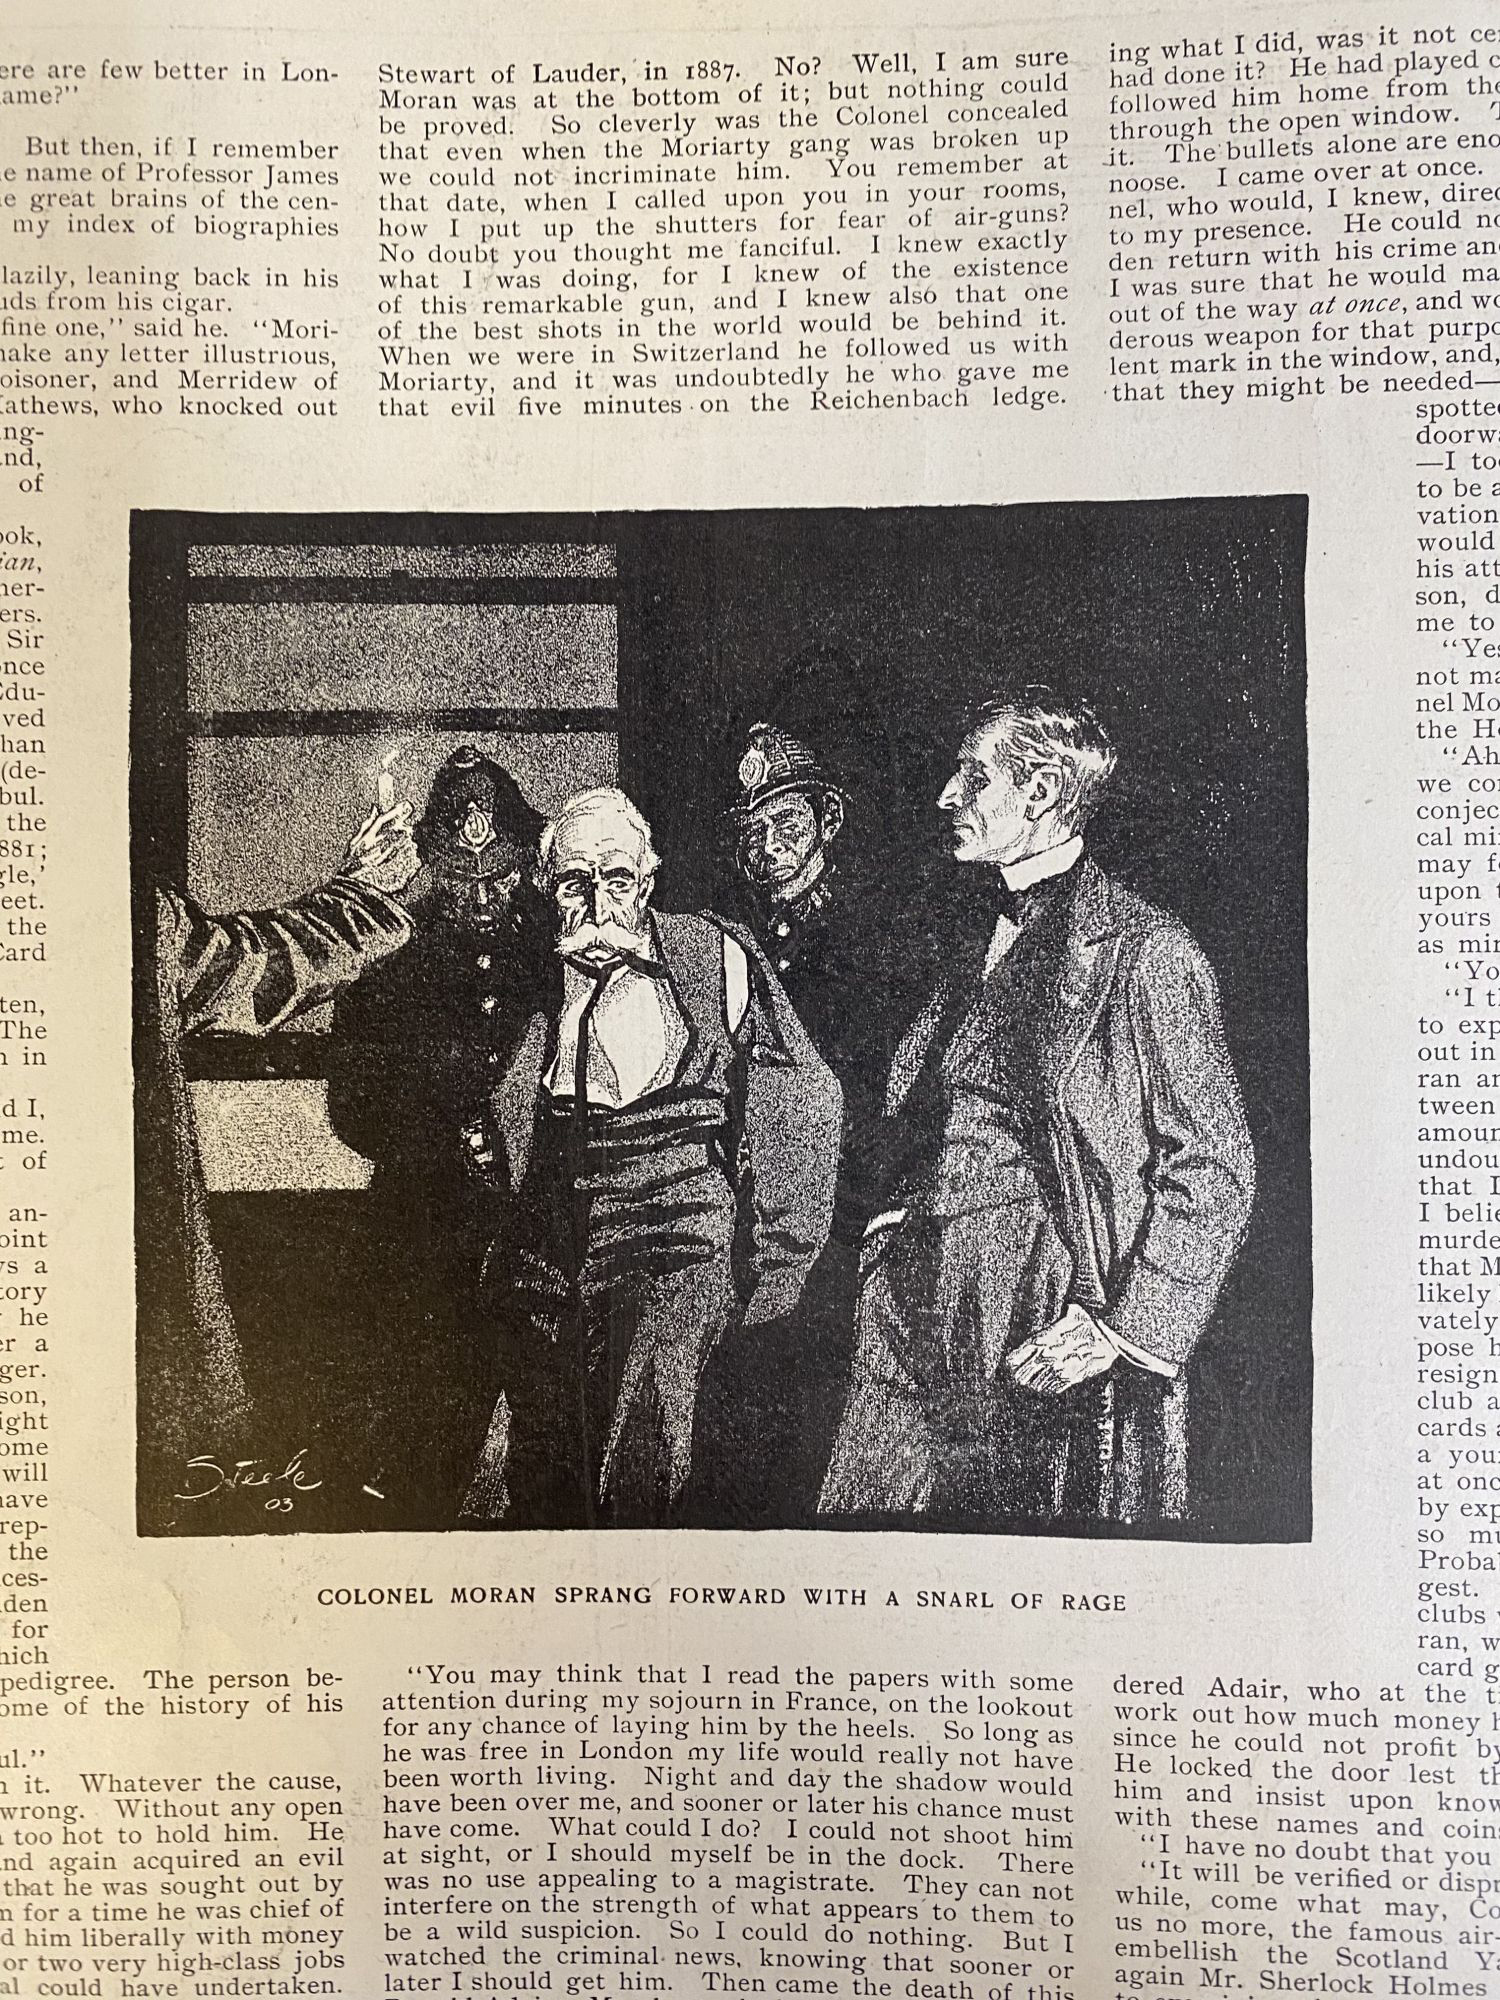 ere are few better in Lon-
ame?"
But then, if I remember
e name of Professor James
e great brains of the cen-
my index of biographies
lazily, leaning back in his
uds from his cigar.
fine one," said he. "Mori-
make any letter illustrious,
oisoner, and Merridew of
athews, who knocked out
ng-
nd,
of
ook,
ian,
her-
ers.
Sir
once
Edu-
ved
han
(de-
bul.
the
881;
gle,'
eet.
the
Card
ten,
The
n in
d I,
me.
t of
an-
oint
ys a
tory
he
er a
ger.
son,
ight
ome
will
have
rep-
the
ces-
dden
for
hich
pedigree. The person be-
ome of the history of his
ul."
n it. Whatever the cause,
wrong. Without any open
too hot to hold him. He
nd again acquired an evil
that he was sought out by
m for a time he was chief of
d him liberally with money
or two very high-class jobs
al could have undertaken.
Stewart of Lauder, in 1887. No? Well, I am sure
Moran was at the bottom of it; but nothing could
be proved. So cleverly was the Colonel concealed
that even when the Moriarty gang was broken up
we could not incriminate him. You remember at
that date, when I called upon you in your rooms,
how I put up the shutters for fear of air-guns?
No doubt you thought me fanciful. I knew exactly
what I was doing, for I knew of the existence
of this remarkable gun, and I knew also that one
of the best shots in the world would be behind it.
When we were in Switzerland he followed us with
Moriarty, and it was undoubtedly he who gave me
that evil five minutes on the Reichenbach ledge.
Steele
03
COLONEL MORAN SPRANG FORWARD WITH A SNARL OF RAGE
"You may think that I read the papers with some
attention during my sojourn in France, on the lookout
for any chance of laying him by the heels. So long as
he was free in London my life would really not have
been worth living. Night and day the shadow would
have been over me, and sooner or later his chance must
have come. What could I do? I could not shoot him
at sight, or I should myself be in the dock. There
was no use appealing to a magistrate. They can not
interfere on the strength of what appears to them to
be a wild suspicion. So I could do nothing. But I
watched the criminal news, knowing that sooner or
later I should get him. Then came the death of this
ing what I did, was it not cer
had done it? He had played c
followed him home from the
through the open window. T
it. The bullets alone are eno
noose. I came over at once.
nel, who would, I knew, direc
to my presence. He could no
den return with his crime and
I was sure that he would ma
out of the way at once, and wo
derous weapon for that purpo
lent mark in the window, and,
that they might be needed—
spotted
doorwa
—I too
to be a
vation
would
his att
son, d
me to
"Yes
not ma
nel Mo
the Ho
"Ah
we co
conjec
cal mi
may fo
upon t
yours
as min
"Yo
"I t
to exp
out in
ran an
tween
amoun
undou
that I
I belie
murde
that M
likely
vately
pose h
resign
club a
cards a
a you
at onc
by exp
so mu
Proba
gest.
clubs
ran, w
card g
dered Adair, who at the t
work out how much money h
since he could not profit by
He locked the door lest th
him and insist upon know
with these names and coins
"I have no doubt that you
"It will be verified or disp
while, come what may, Co
us no more, the famous air-
embellish the Scotland Ya
again Mr. Sherlock Holmes